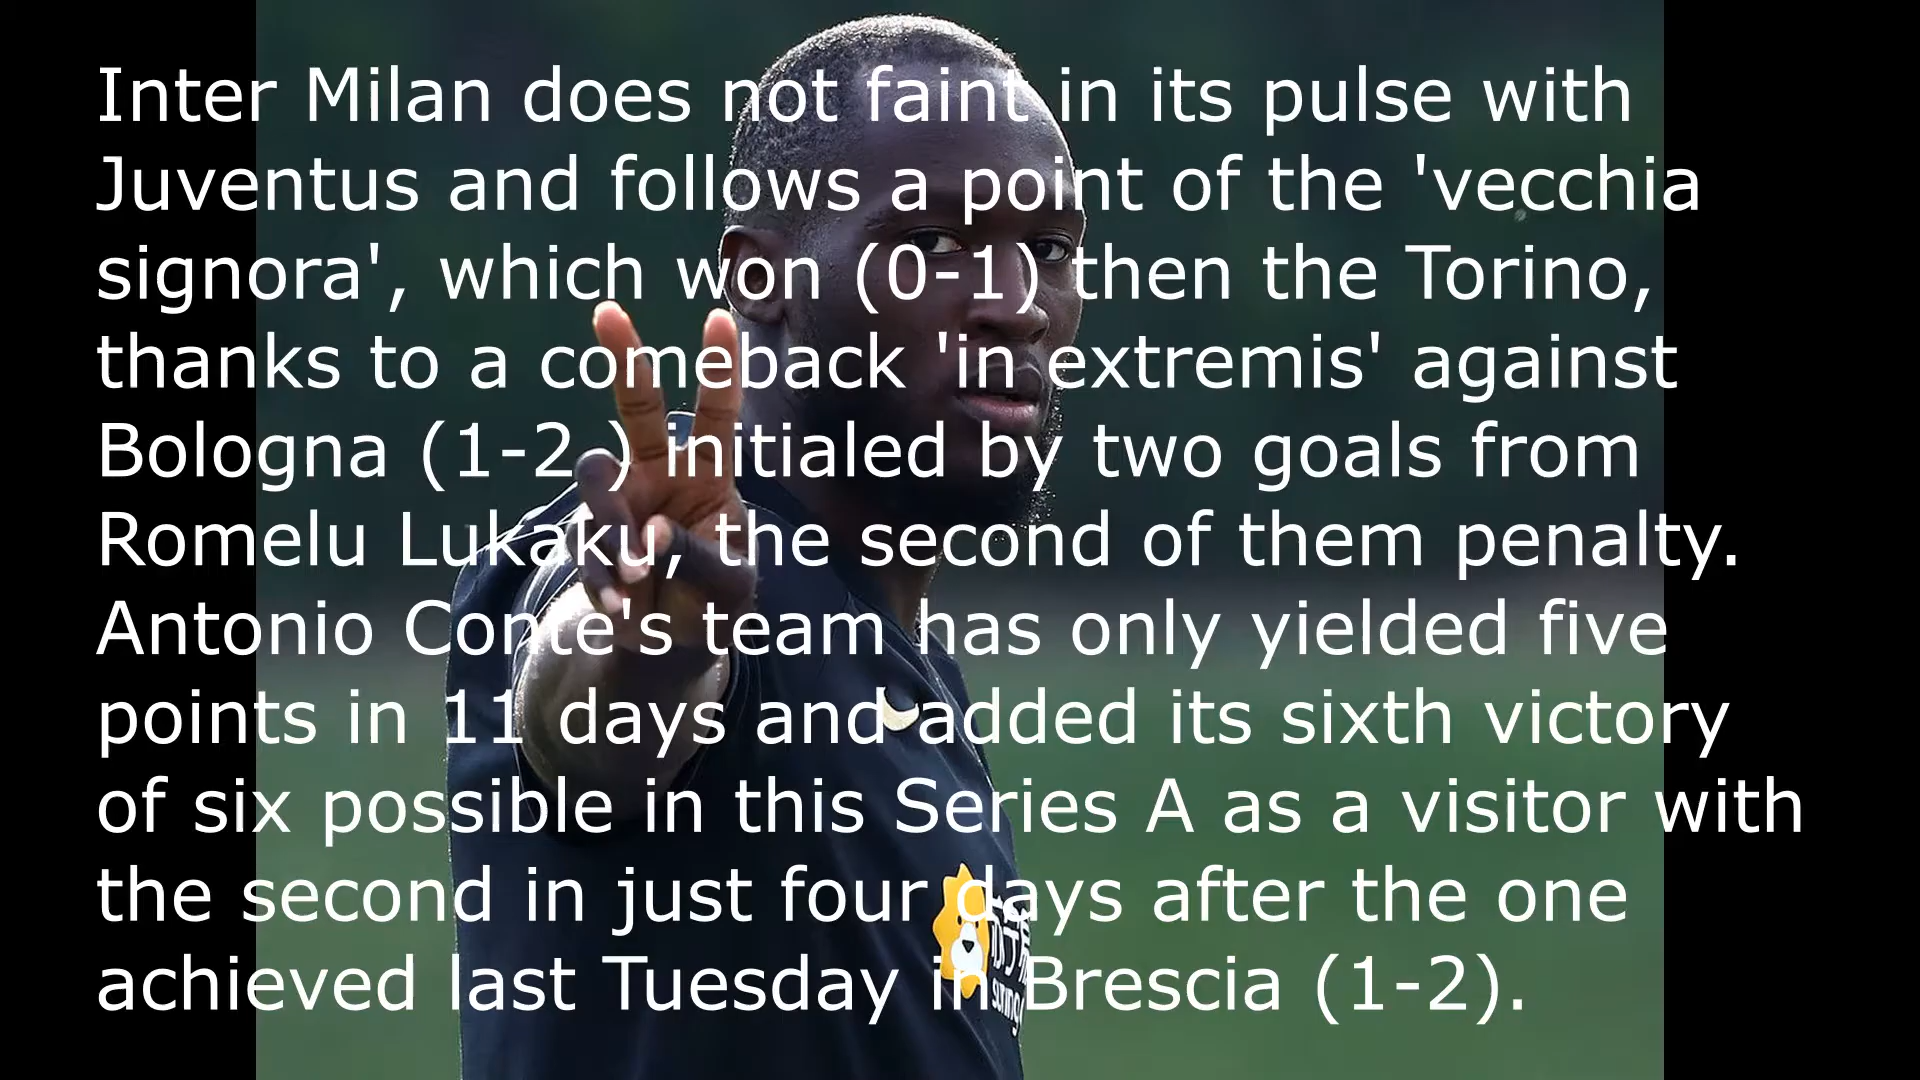 Inter Milan does not faint in its pulse with
Juventus and follows a point of the 'vecchia
signora', which won (0-1) then the Torino,
thanks to a comeback 'in extremis' against
Bologna (1-2 ) initialed by two goals from
Romelu Lukaku, the second of them penalty.
Antonio Conte's team has only yielded five
points in 11 days and added its sixth victory
of six possible in this Series A as a visitor with
the second in just four days after the one
achieved last Tuesday in Brescia (1-2).